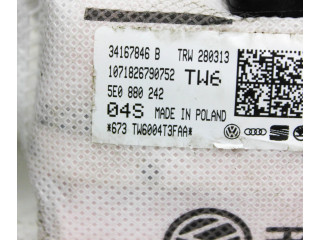 34167846 B TRW 280313
1071826790752 TW6
5E0 880 242
04S MADE IN POLAND
*673 TW6004T3FAA*